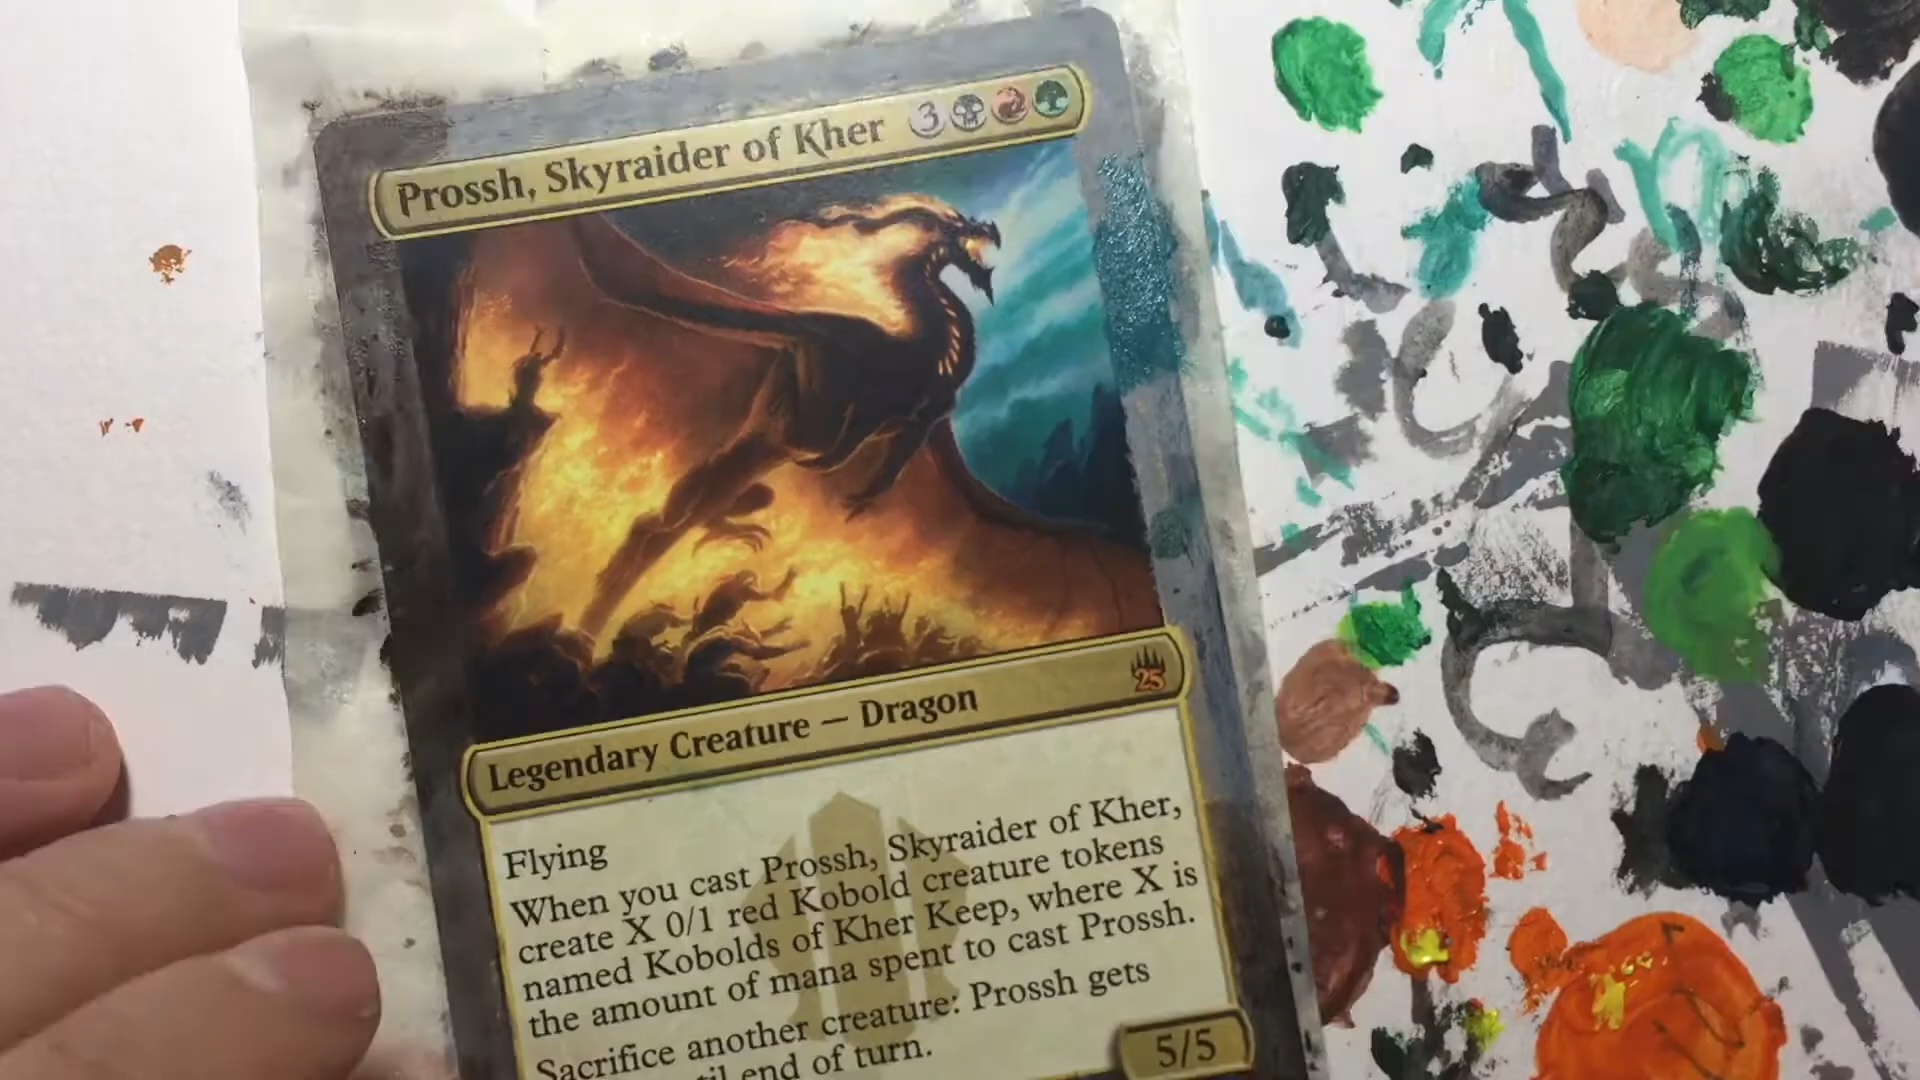 Prossh, Skyraider of Kher 3
Legendary Creature — Dragon 25
Flying
When you cast Prossh, Skyraider of Kher,
create X 0/1 red Kobold creature tokens
named Kobolds of Kher Keep, where X is
the amount of mana spent to cast Prossh.
Sacrifice another creature: Prossh gets
end of turn.
5/5